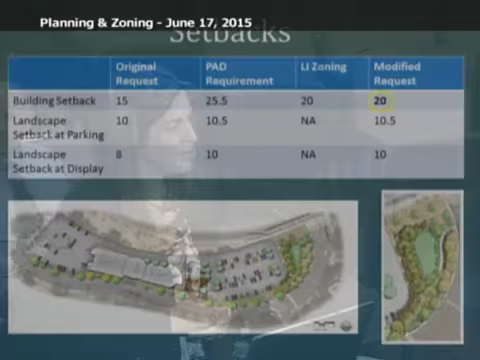 Planning & Zoning - June 17, 2015
Setbacks
Original Request PAD Requirement LI Zoning Modified Request
Building Setback 15 25.5 20 20
Landscape Setback at Parking 10 10.5 NA 10.5
Landscape Setback at Display 8 10 NA 10